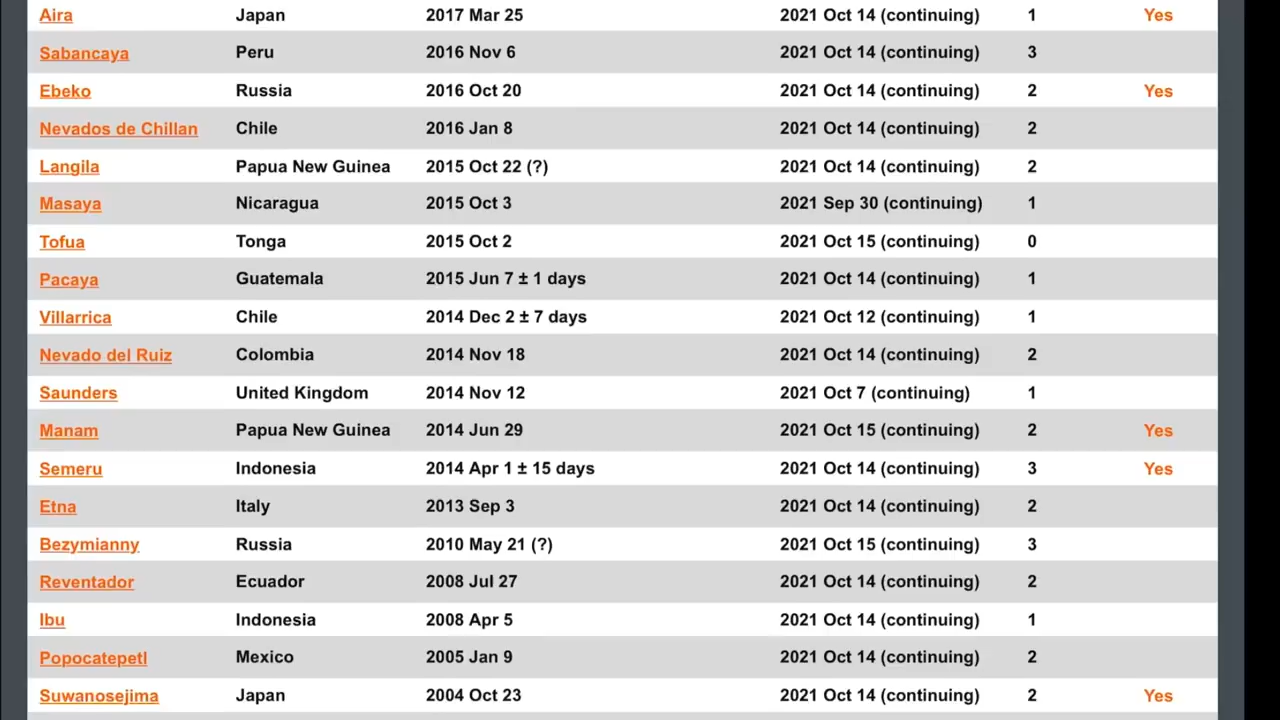 Aira Japan 2017 Mar 25 2021 Oct 14 (continuing) 1 Yes
Sabancaya Peru 2016 Nov 6 2021 Oct 14 (continuing) 3
Ebeko Russia 2016 Oct 20 2021 Oct 14 (continuing) 2 Yes
Nevados de Chillan Chile 2016 Jan 8 2021 Oct 14 (continuing) 2
Langila Papua New Guinea 2015 Oct 22 (?) 2021 Oct 14 (continuing) 2
Masaya Nicaragua 2015 Oct 3 2021 Sep 30 (continuing) 1
Tofua Tonga 2015 Oct 2 2021 Oct 15 (continuing) 0
Pacaya Guatemala 2015 Jun 7 ± 1 days 2021 Oct 14 (continuing) 1
Villarrica Chile 2014 Dec 2 ± 7 days 2021 Oct 12 (continuing) 1
Nevado del Ruiz Colombia 2014 Nov 18 2021 Oct 14 (continuing) 2
Saunders United Kingdom 2014 Nov 12 2021 Oct 7 (continuing) 1
Manam Papua New Guinea 2014 Jun 29 2021 Oct 15 (continuing) 2 Yes
Semeru Indonesia 2014 Apr 1 ± 15 days 2021 Oct 14 (continuing) 3 Yes
Etna Italy 2013 Sep 3 2021 Oct 14 (continuing) 2
Bezymianny Russia 2010 May 21 (?) 2021 Oct 15 (continuing) 3
Reventador Ecuador 2008 Jul 27 2021 Oct 14 (continuing) 2
Ibu Indonesia 2008 Apr 5 2021 Oct 14 (continuing) 1
Popocatepetl Mexico 2005 Jan 9 2021 Oct 14 (continuing) 2
Suwanosejima Japan 2004 Oct 23 2021 Oct 14 (continuing) 2 Yes